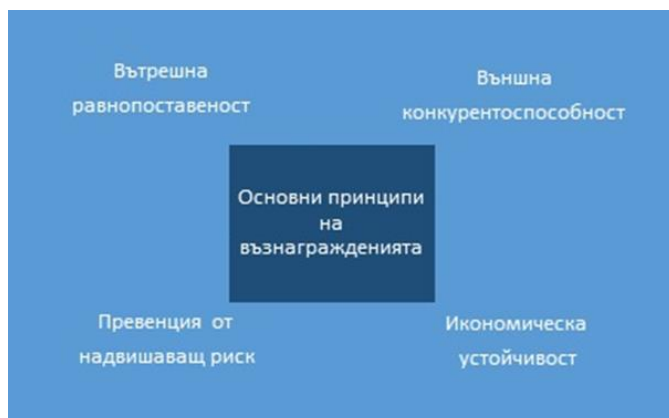 Вътрешна
равнопоставеност
Външна
конкурентоспособност
Основни принципи
на
възнагражденията
Превенция от
надвишаващ риск
Икономическа
устойчивост